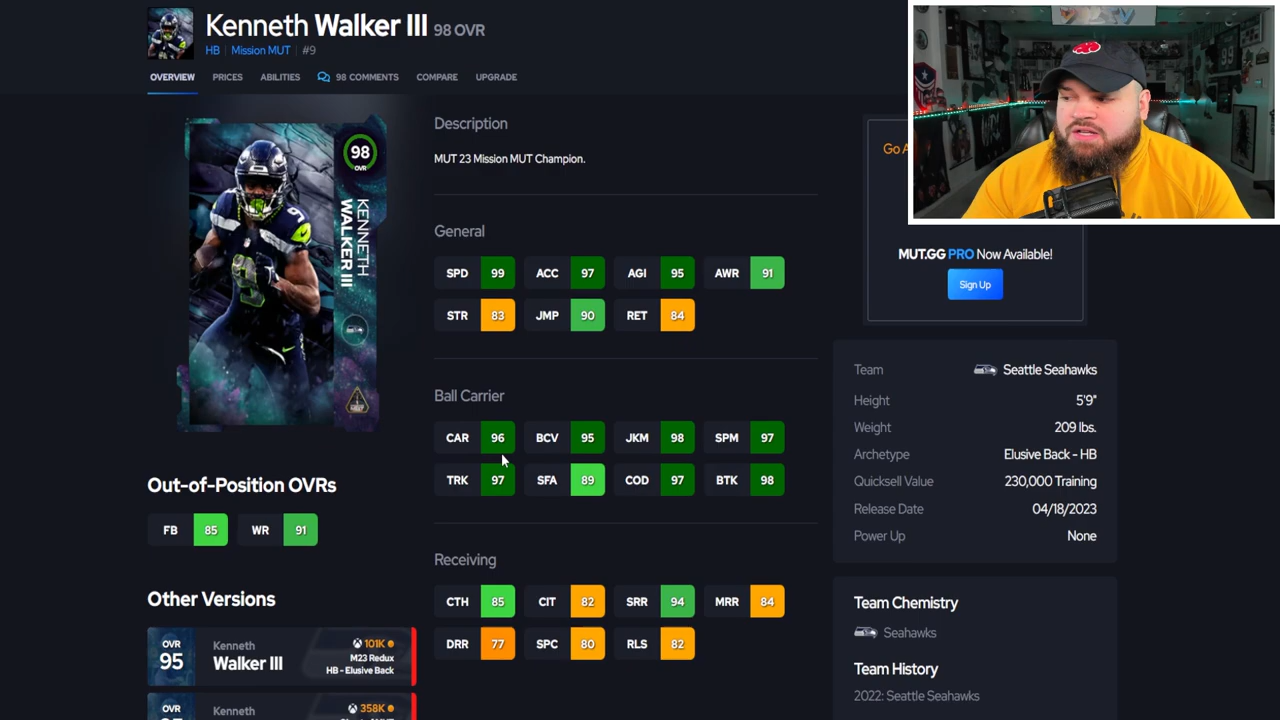 Kenneth Walker III 98 OVR
HB | Mission MUT | #9
OVERVIEW PRICES ABILITIES 98 COMMENTS COMPARE UPGRADE
98
OVR
KENNETH
WALKER III
9
9
Description
MUT 23 Mission MUT Champion.
General
SPD 99 ACC 97 AGI 95 AWR 91
STR 83 JMP 90 RET 84
Ball Carrier
CAR 96 BCV 95 JKM 98 SPM 97
TRK 97 SFA 89 COD 97 BTK 98
Receiving
CTH 85 CIT 82 SRR 94 MRR 84
DRR 77 SPC 80 RLS 82
Out-of-Position OVRs
FB 85 WR 91
Other Versions
OVR
95
Kenneth
Walker III
101K
M23 Redux
HB - Elusive Back
OVR
Kenneth
358K
Go
MUT.GG PRO Now Available!
Sign Up
Team Seattle Seahawks
Height 5'9"
Weight 209 lbs.
Archetype Elusive Back - HB
Quicksell Value 230,000 Training
Release Date 04/18/2023
Power Up None
Team Chemistry
Seahawks
Team History
2022: Seattle Seahawks